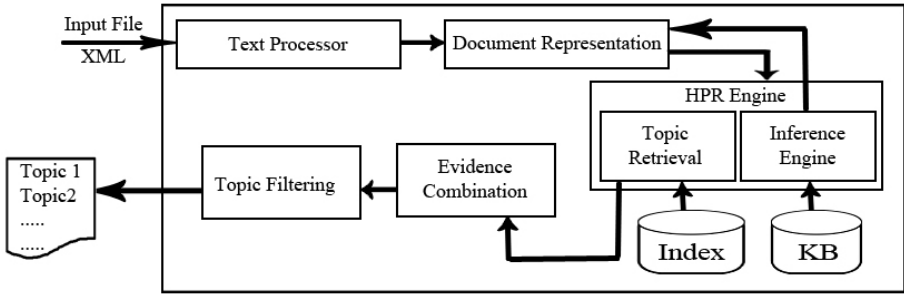 Input File
XML
Text Processor
Document Representation
HPR Engine
Topic
Retrieval
Inference
Engine
Index
KB
Evidence
Combination
Topic Filtering
Topic 1
Topic2
.....
.....